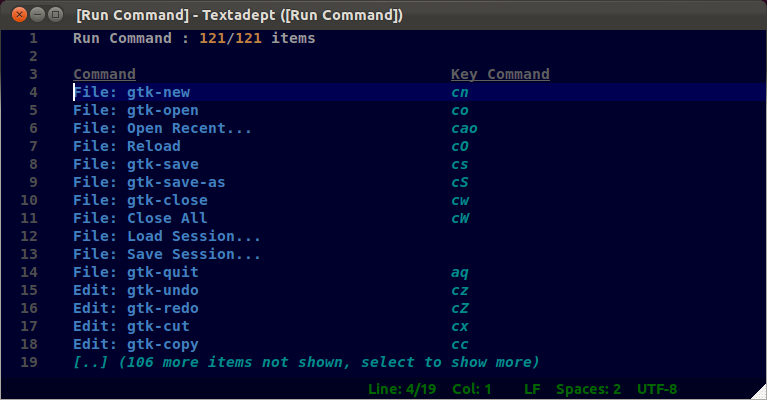 [Run Command] - Textadept ([Run Command])
1 Run Command : 121/121 items
2
3 Command Key Command
4 File: gtk-new cn
5 File: gtk-open co
6 File: Open Recent... cao
7 File: Reload cO
8 File: gtk-save cs
9 File: gtk-save-as cS
10 File: gtk-close cw
11 File: Close All cW
12 File: Load Session...
13 File: Save Session...
14 File: gtk-quit aq
15 Edit: gtk-undo cz
16 Edit: gtk-redo cZ
17 Edit: gtk-cut cx
18 Edit: gtk-copy cc
19 [..] (106 more items not shown, select to show more)
Line: 4/19 Col: 1 LF Spaces: 2 UTF-8